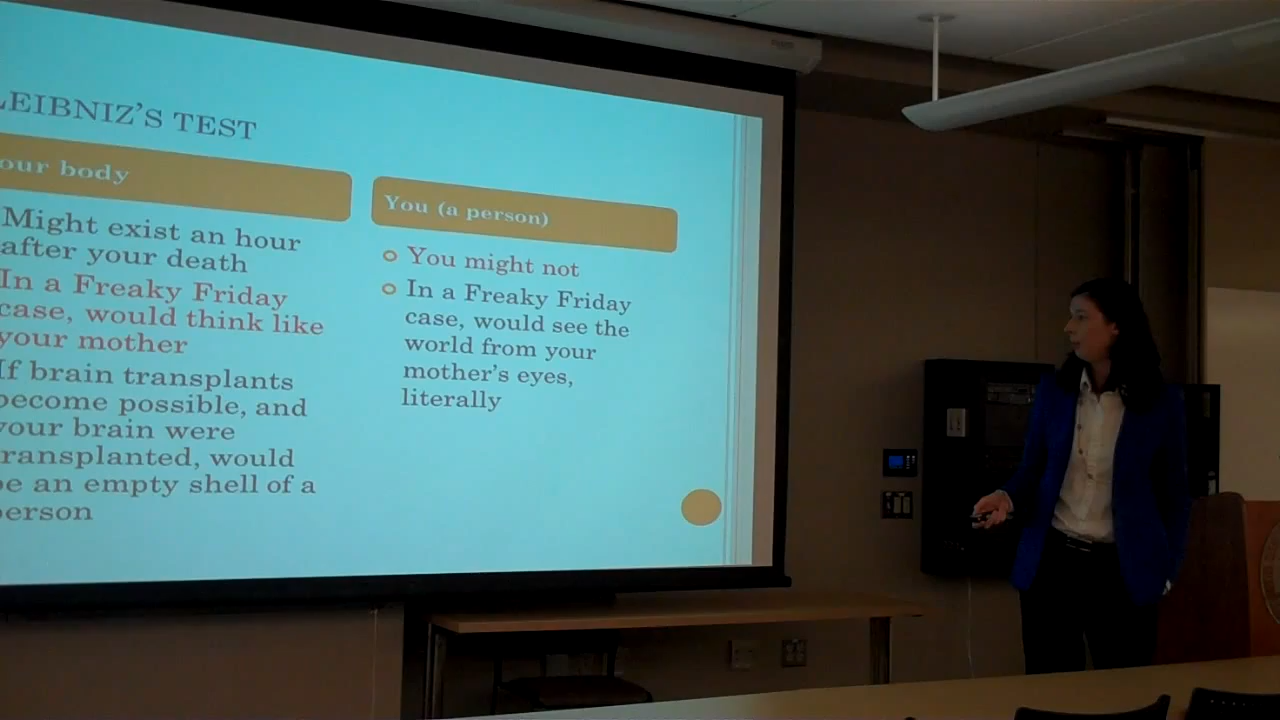 LEIBNIZ'S TEST
our body
Might exist an hour
after your death
In a Freaky Friday
case, would think like
your mother
If brain transplants
become possible, and
your brain were
transplanted, would
be an empty shell of a
person
You (a person)
You might not
In a Freaky Friday
case, would see the
world from your
mother's eyes,
literally